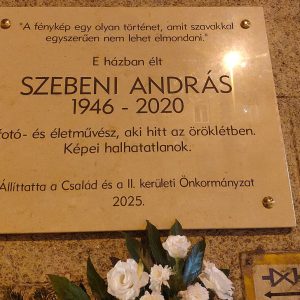 "A fénykép egy olyan történet, amit szavakkal
egyszerűen nem lehet elmondani."
E házban élt
SZEBENI ANDRÁS
1946 - 2020
fotó- és életművész, aki hitt az öröklétben.
Képei halhatatlanok.
Állíttatta a Család és a II. kerületi Önkormányzat
2025.